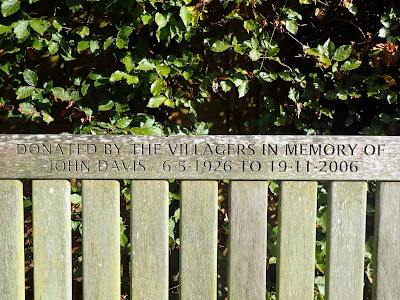 DONATED BY THE VILLAGERS IN MEMORY OF
JOHN DAVIS 6·5·1926 TO 19·11·2006